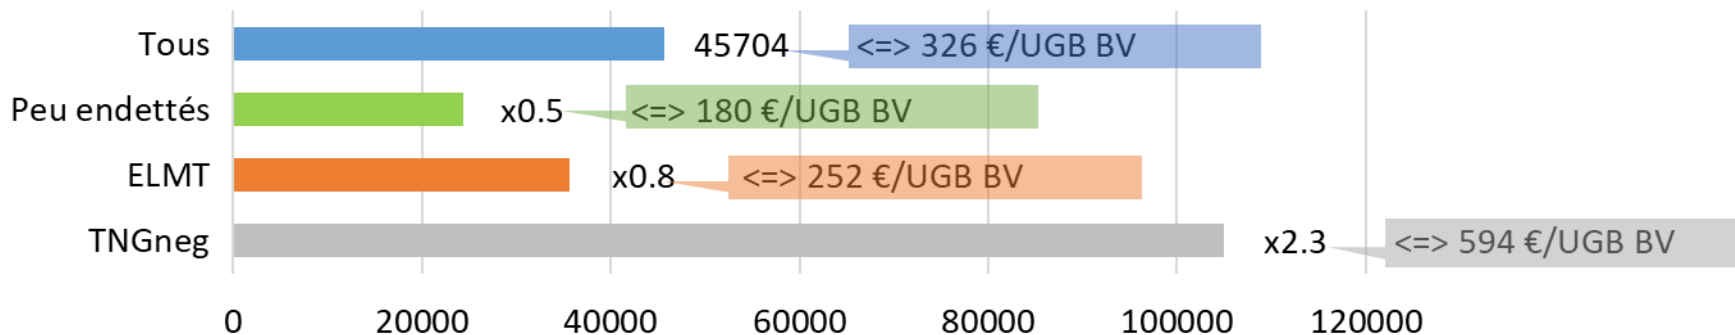 Tous 45704 <=> 326 €/UGB BV
Peu endettés x0.5 <=> 180 €/UGB BV
ELMT x0.8 <=> 252 €/UGB BV
TNGneg x2.3 <=> 594 €/UGB BV
0 20000 40000 60000 80000 100000 120000